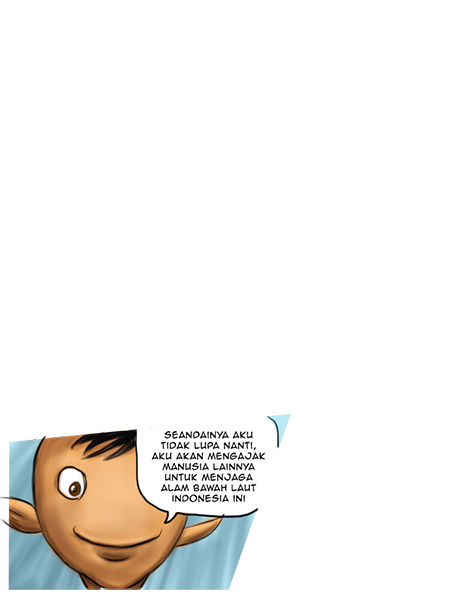 SEANDAINYA AKU
TIDAK LUPA NANTI,
AKU AKAN MENGAJAK
MANUSIA LAINNYA
UNTUK MENJAGA
ALAM BAWAH LAUT
INDONESIA INI